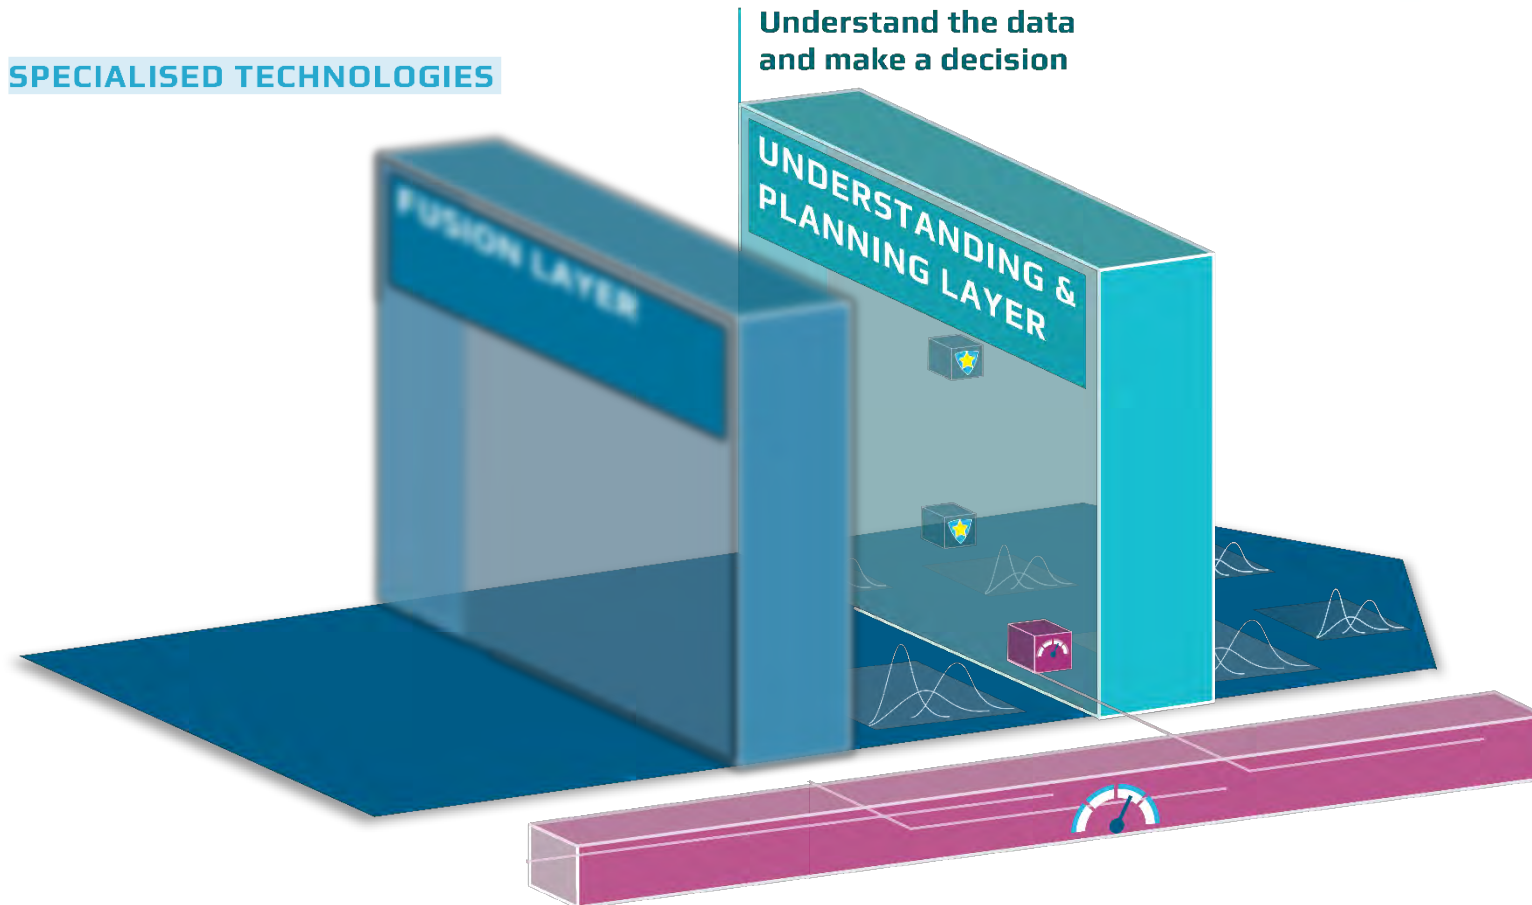 Understand the data
and make a decision
SPECIALISED TECHNOLOGIES
UNDERSTANDING &
PLANNING LAYER
FUSION LAYER